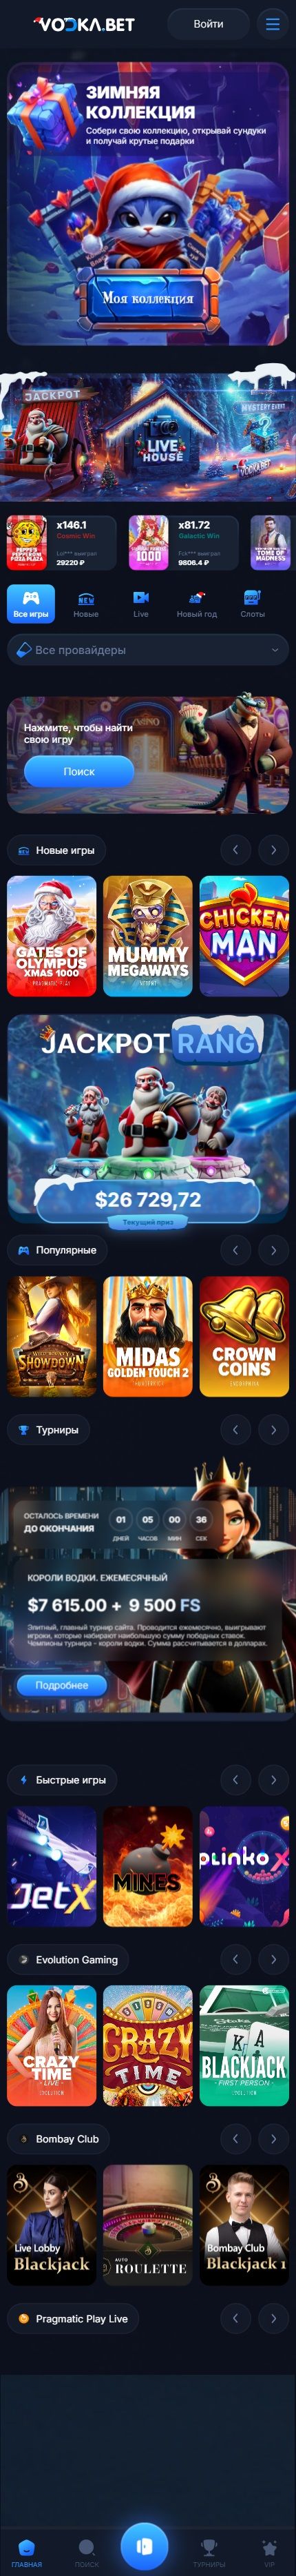 VODKA.BET
Войти
ЗИМНЯЯ
КОЛЛЕКЦИЯ
Собери свою коллекцию, открывай сундуки
и получай крутые подарки
Моя коллекция
JACKPOT
LIVE
HOUSE
MYSTERY EVENT
VODKA.BET
x146.1
Cosmic Win
Lol*** выиграл
29220 ₽
x81.72
Galactic Win
Fck*** выиграл
9806.4 ₽
TOME OF
MADNESS
Все игры
Новые
Live
Новый год
Слоты
Все провайдеры
Нажмите, чтобы найти
свою игру
Поиск
Новые игры
GATES OF
OLYMPUS
XMAS 1000
PRAGMATIC PLAY
MUMMY
MEGAWAYS
CHICKEN
MAN
JACKPOT RANG
$26 729,72
Текущий приз
Популярные
SHOWDOWN
MIDAS
GOLDEN TOUCH 2
CROWN
COINS
Турниры
ОСТАЛОСЬ ВРЕМЕНИ
ДО ОКОНЧАНИЯ
01 05 00 36
ДНЕЙ ЧАСОВ МИН СЕК
КОРОЛИ ВОДКИ. ЕЖЕМЕСЯЧНЫЙ
$7 615.00 + 9 500 FS
Элитный, главный турнир сайта. Проводится ежемесячно, выигрывают
игроки, которые набирают наибольшую сумму победных ставок.
Чемпионы турнира - короли водки. Сумма рассчитывается в долларах.
Подробнее
Быстрые игры
JetX
MINES
plinko X
Evolution Gaming
CRAZY
TIME
LIVE
EVOLUTION
CRAZY
TIME
BLACKJACK
FIRST PERSON
EVOLUTION
Bombay Club
Live Lobby
Blackjack
AUTO
ROULETTE
Bombay Club
Blackjack 1
Pragmatic Play Live
ГЛАВНАЯ
ПОИСК
ТУРНИРЫ
VIP